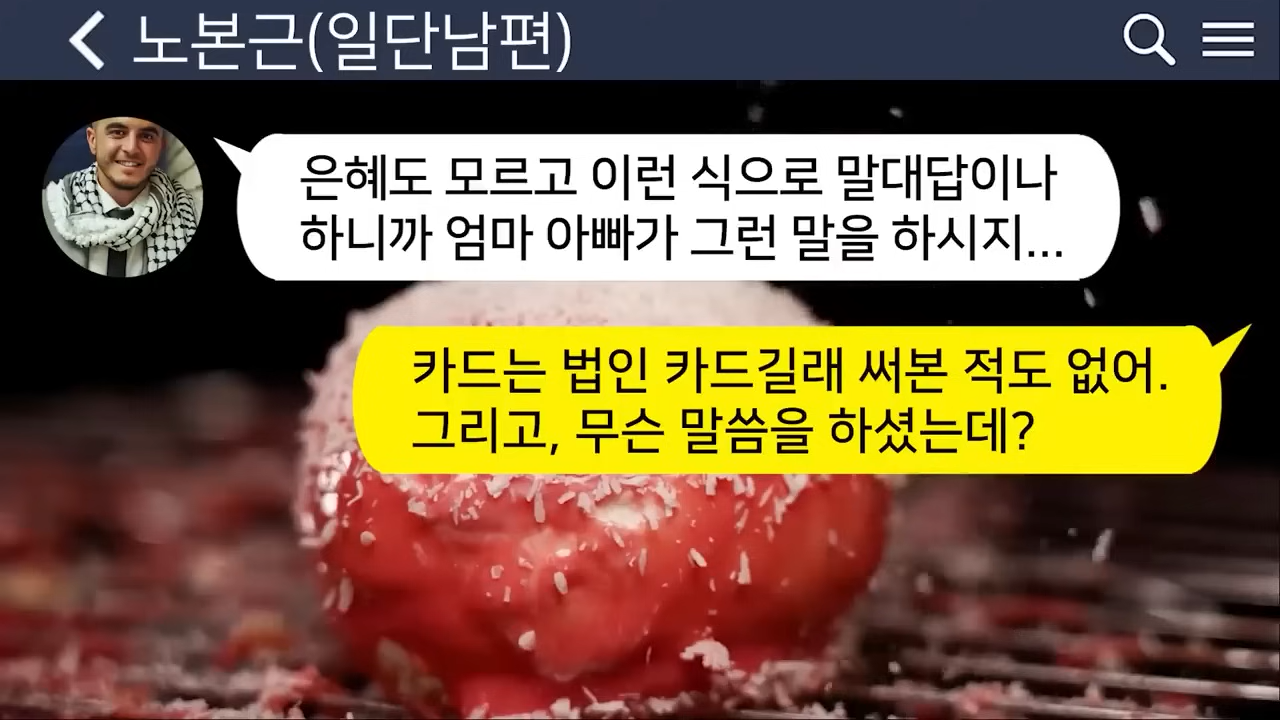 노본근(일단남편)
은혜도 모르고 이런 식으로 말대답이나
하니까 엄마 아빠가 그런 말을 하시지...
카드는 법인 카드길래 써본 적도 없어.
그리고, 무슨 말씀을 하셨는데?